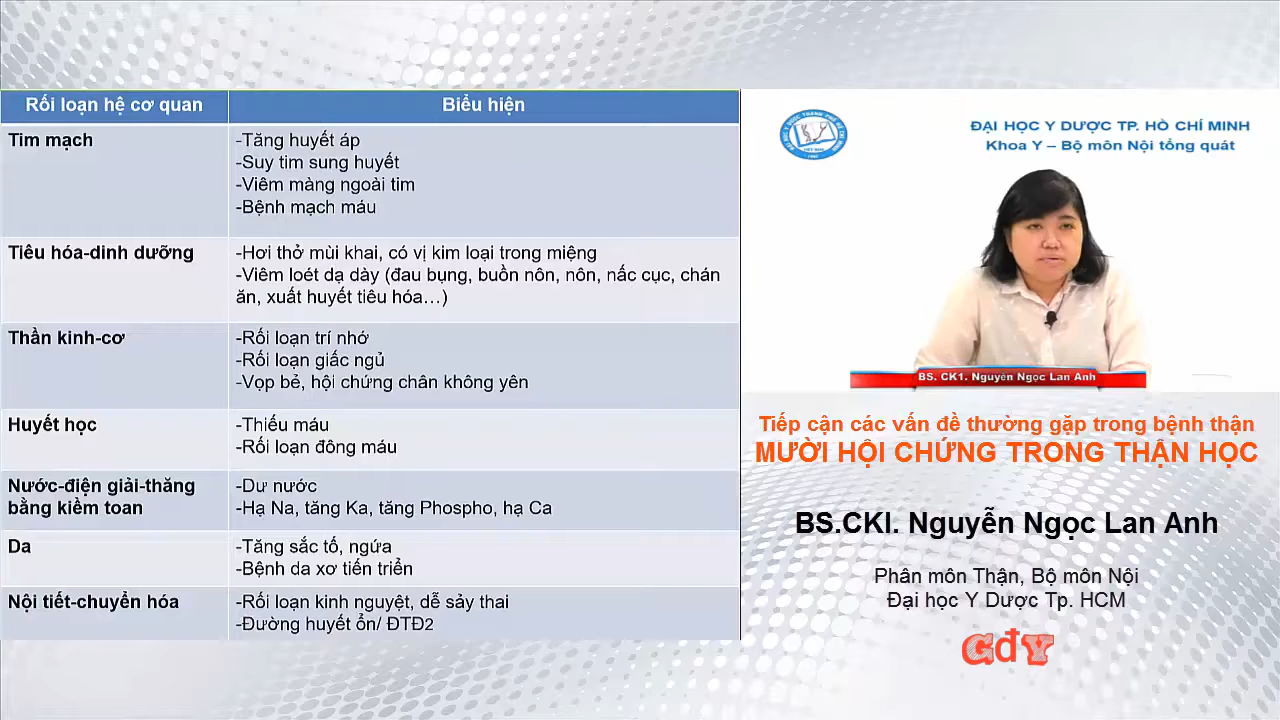 Rối loạn hệ cơ quan
Biểu hiện
Tim mạch
-Tăng huyết áp
-Suy tim sung huyết
-Viêm màng ngoài tim
-Bệnh mạch máu
Tiêu hóa-dinh dưỡng
-Hơi thở mùi khai, có vị kim loại trong miệng
-Viêm loét dạ dày (đau bụng, buồn nôn, nôn, nấc cục, chán
ăn, xuất huyết tiêu hóa…)
Thần kinh-cơ
-Rối loạn trí nhớ
-Rối loạn giấc ngủ
-Vọp bẻ, hội chứng chân không yên
Huyết học
-Thiếu máu
-Rối loạn đông máu
Nước-điện giải-thăng
bằng kiềm toan
-Dư nước
-Hạ Na, tăng Ka, tăng Phospho, hạ Ca
Da
-Tăng sắc tố, ngứa
-Bệnh da xơ tiến triển
Nội tiết-chuyển hóa
-Rối loạn kinh nguyệt, dễ sảy thai
-Đường huyết ổn/ ĐTĐ2
ĐẠI HỌC Y DƯỢC TP. HỒ CHÍ MINH
Khoa Y – Bộ môn Nội tổng quát
BS. CK1. Nguyễn Ngọc Lan Anh
Tiếp cận các vấn đề thường gặp trong bệnh thận
MƯỜI HỘI CHỨNG TRONG THẬN HỌC
BS.CKI. Nguyễn Ngọc Lan Anh
Phân môn Thận, Bộ môn Nội
Đại học Y Dược Tp. HCM
GđY